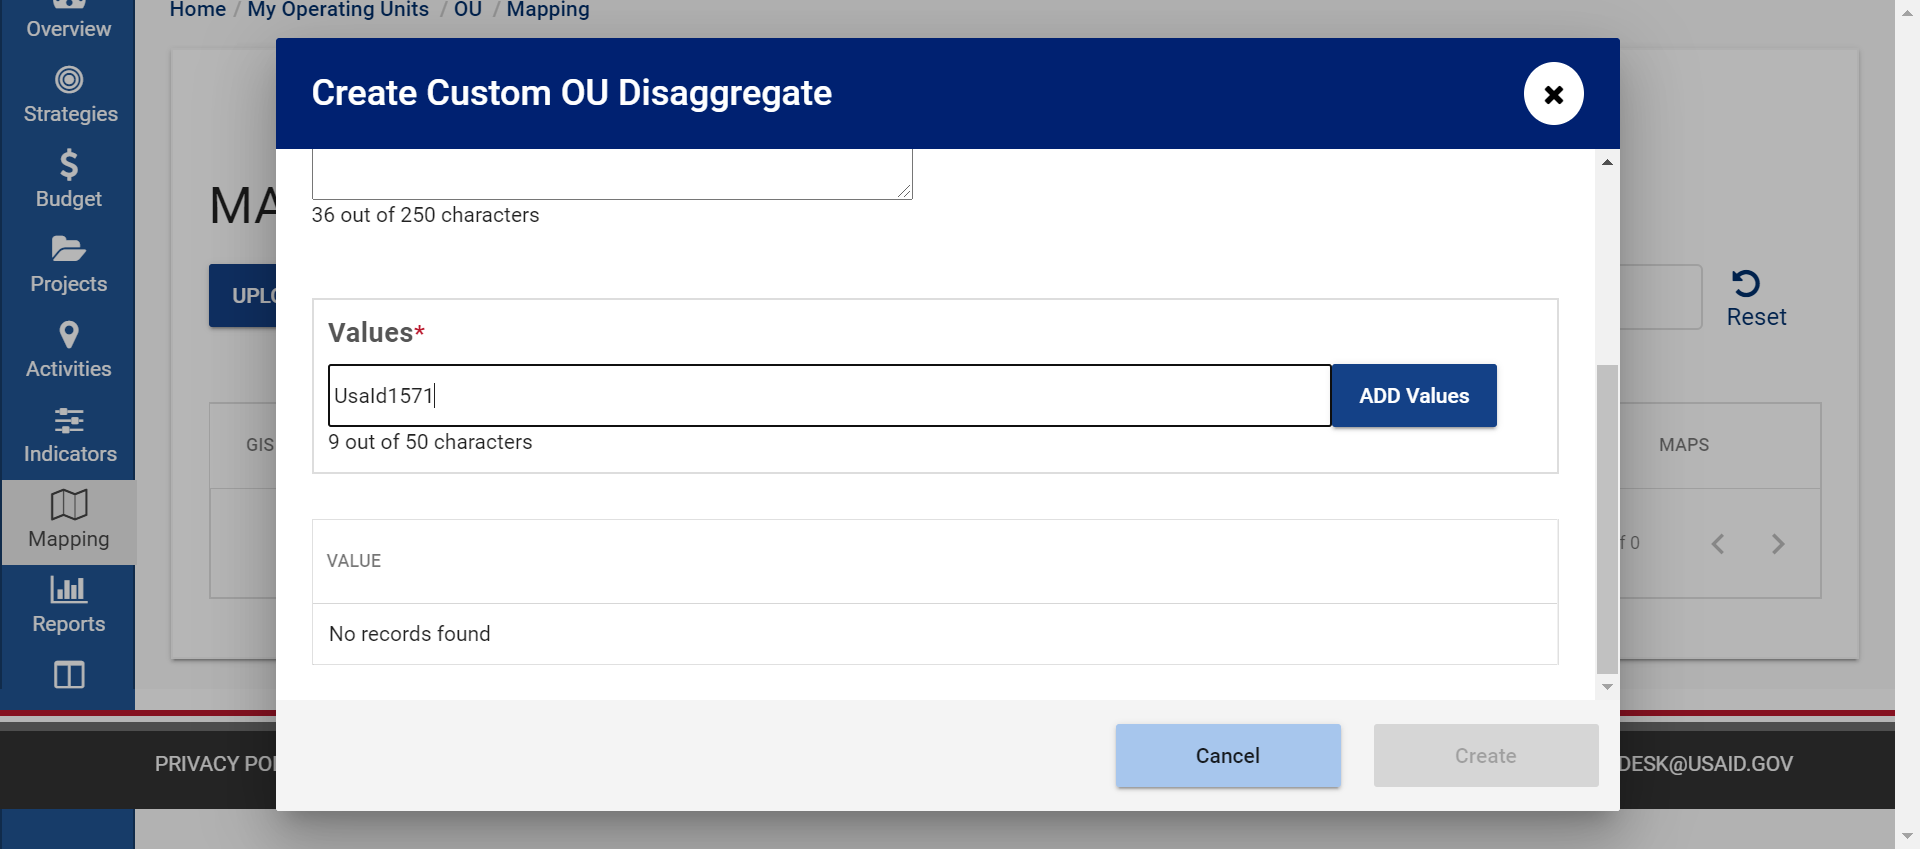 Home / My Operating Units / OU / Mapping
Overview
Strategies
Budget
Projects
Activities
Indicators
Mapping
Reports
MA
UPLO
Reset
GIS
MAPS
f 0
Create Custom OU Disaggregate
36 out of 250 characters
Values*
UsaId1571
ADD Values
9 out of 50 characters
VALUE
No records found
Cancel
Create
PRIVACY POL
DESK@USAID.GOV